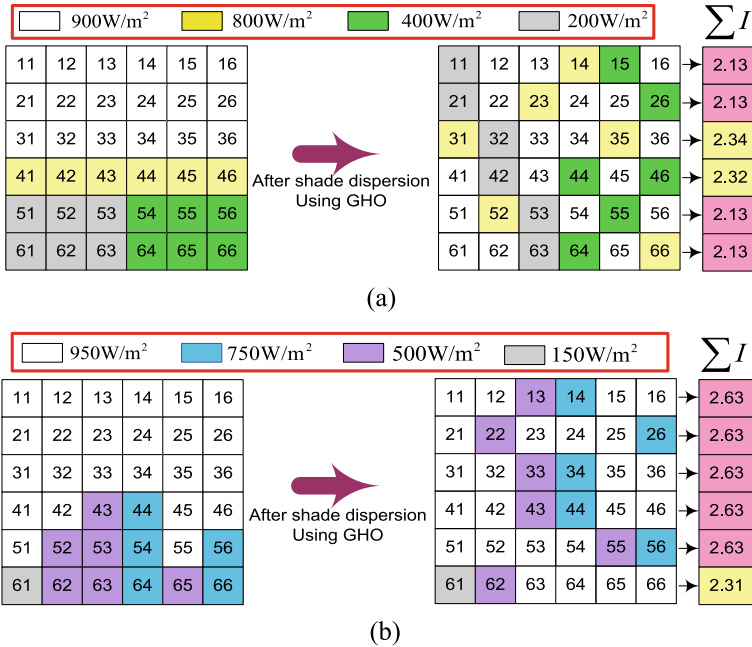 900W/m² 800W/m² 400W/m² 200W/m² ∑I
11 12 13 14 15 16
21 22 23 24 25 26
31 32 33 34 35 36
41 42 43 44 45 46
51 52 53 54 55 56
61 62 63 64 65 66
After shade dispersion
Using GHO
11 12 13 14 15 16 2.13
21 22 23 24 25 26 2.13
31 32 33 34 35 36 2.34
41 42 43 44 45 46 2.32
51 52 53 54 55 56 2.13
61 62 63 64 65 66 2.13
(a)
950W/m² 750W/m² 500W/m² 150W/m² ∑I
11 12 13 14 15 16
21 22 23 24 25 26
31 32 33 34 35 36
41 42 43 44 45 46
51 52 53 54 55 56
61 62 63 64 65 66
After shade dispersion
Using GHO
11 12 13 14 15 16 2.63
21 22 23 24 25 26 2.63
31 32 33 34 35 36 2.63
41 42 43 44 45 46 2.63
51 52 53 54 55 56 2.63
61 62 63 64 65 66 2.31
(b)